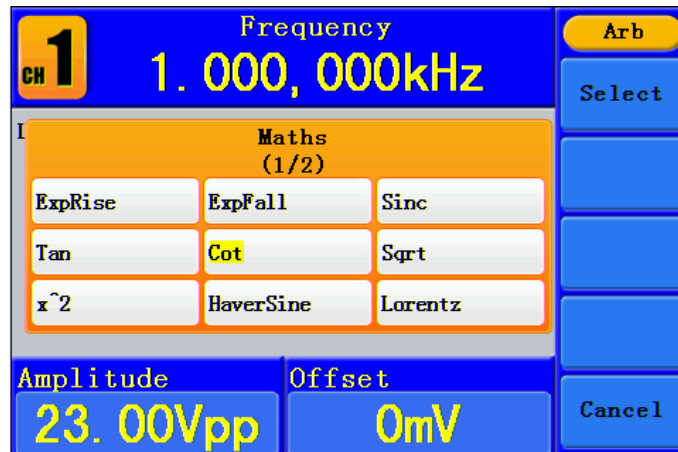 CH 1
Frequency
1.000,000kHz
Arb
Select
Maths
(1/2)
ExpRise
ExpFall
Sinc
Tan
Cot
Sqrt
x^2
HaverSine
Lorentz
Amplitude
23.00Vpp
Offset
0mV
Cancel